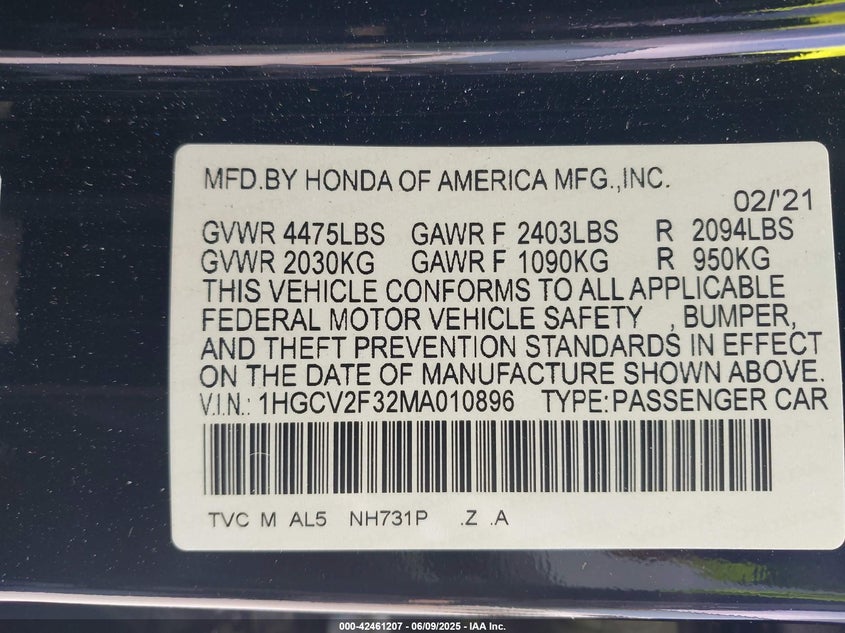 MFD.BY HONDA OF AMERICA MFG.,INC.
02/'21
GVWR 4475LBS GAWR F 2403LBS R 2094LBS
GVWR 2030KG GAWR F 1090KG R 950KG
THIS VEHICLE CONFORMS TO ALL APPLICABLE
FEDERAL MOTOR VEHICLE SAFETY , BUMPER,
AND THEFT PREVENTION STANDARDS IN EFFECT
ON THE DATE OF MANUFACTURE SHOWN ABOVE.
V.I.N.: 1HGCV2F32MA010896 TYPE:PASSENGER CAR
TVC M AL5 NH731P .Z .A
000-42461207 - 06/09/2025 - IAA Inc.